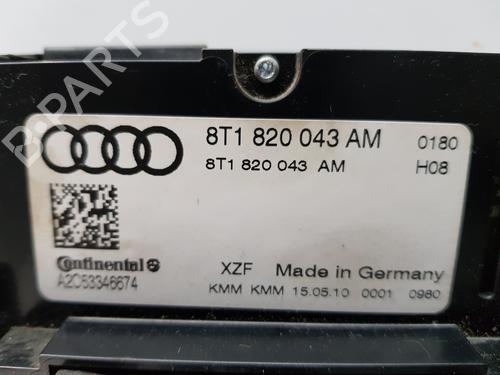 8T1 820 043 AM 0180
8T1 820 043 AM H08
Continental
A2C53346674
XZF Made in Germany
KMM KMM 15.05.10 0001 0980
B-PARTS